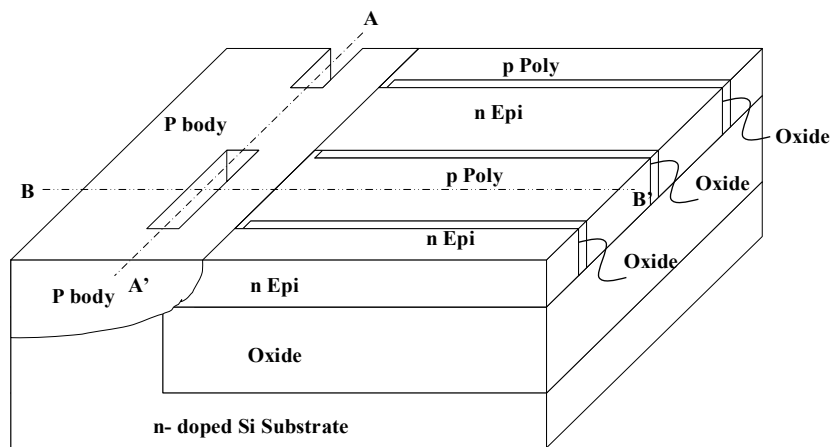 A
p Poly
n Epi
P body
Oxide
p Poly
B
Oxide
B'
n Epi
Oxide
A'
P body
n Epi
Oxide
n- doped Si Substrate